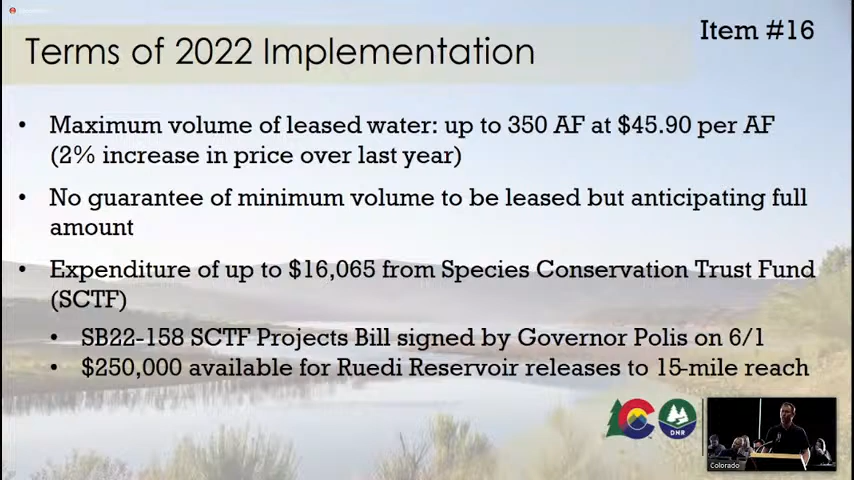 Item #16
Terms of 2022 Implementation
• Maximum volume of leased water: up to 350 AF at $45.90 per AF
(2% increase in price over last year)
• No guarantee of minimum volume to be leased but anticipating full
amount
• Expenditure of up to $16,065 from Species Conservation Trust Fund
(SCTF)
• SB22-158 SCTF Projects Bill signed by Governor Polis on 6/1
• $250,000 available for Ruedi Reservoir releases to 15-mile reach
DNR
Colorado